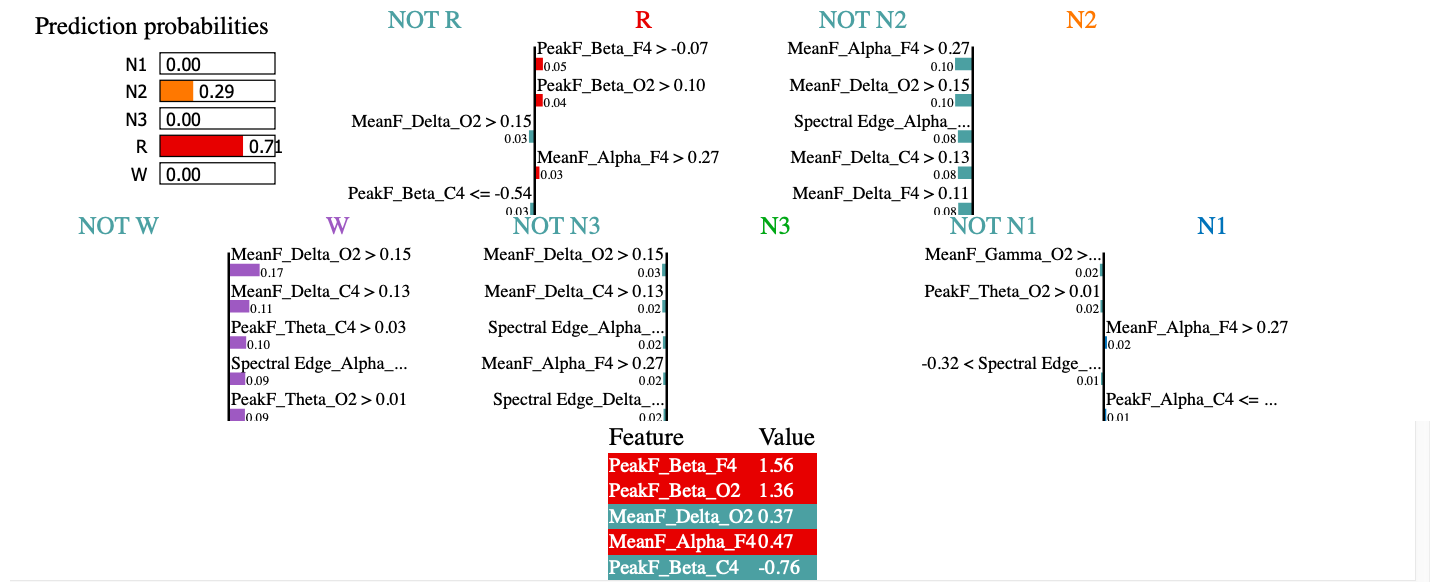 Prediction probabilities
N1 0.00
N2 0.29
N3 0.00
R 0.71
W 0.00
NOT R R
PeakF_Beta_F4 > -0.07
0.05
PeakF_Beta_O2 > 0.10
0.04
MeanF_Delta_O2 > 0.15
0.03
MeanF_Alpha_F4 > 0.27
0.03
PeakF_Beta_C4 <= -0.54
0.03
NOT N2 N2
MeanF_Alpha_F4 > 0.27
0.10
MeanF_Delta_O2 > 0.15
0.10
Spectral Edge_Alpha_...
0.08
MeanF_Delta_C4 > 0.13
0.08
MeanF_Delta_F4 > 0.11
0.08
NOT W W
MeanF_Delta_O2 > 0.15
0.17
MeanF_Delta_C4 > 0.13
0.11
PeakF_Theta_C4 > 0.03
0.10
Spectral Edge_Alpha_...
0.09
PeakF_Theta_O2 > 0.01
0.09
NOT N3 N3
MeanF_Delta_O2 > 0.15
0.03
MeanF_Delta_C4 > 0.13
0.02
Spectral Edge_Alpha_...
0.02
MeanF_Alpha_F4 > 0.27
0.02
Spectral Edge_Delta_...
0.02
NOT N1 N1
MeanF_Gamma_O2 >...
0.02
PeakF_Theta_O2 > 0.01
0.02
MeanF_Alpha_F4 > 0.27
0.02
-0.32 < Spectral Edge_...
0.01
PeakF_Alpha_C4 <= ...
0.01
Feature Value
PeakF_Beta_F4 1.56
PeakF_Beta_O2 1.36
MeanF_Delta_O2 0.37
MeanF_Alpha_F4 0.47
PeakF_Beta_C4 -0.76